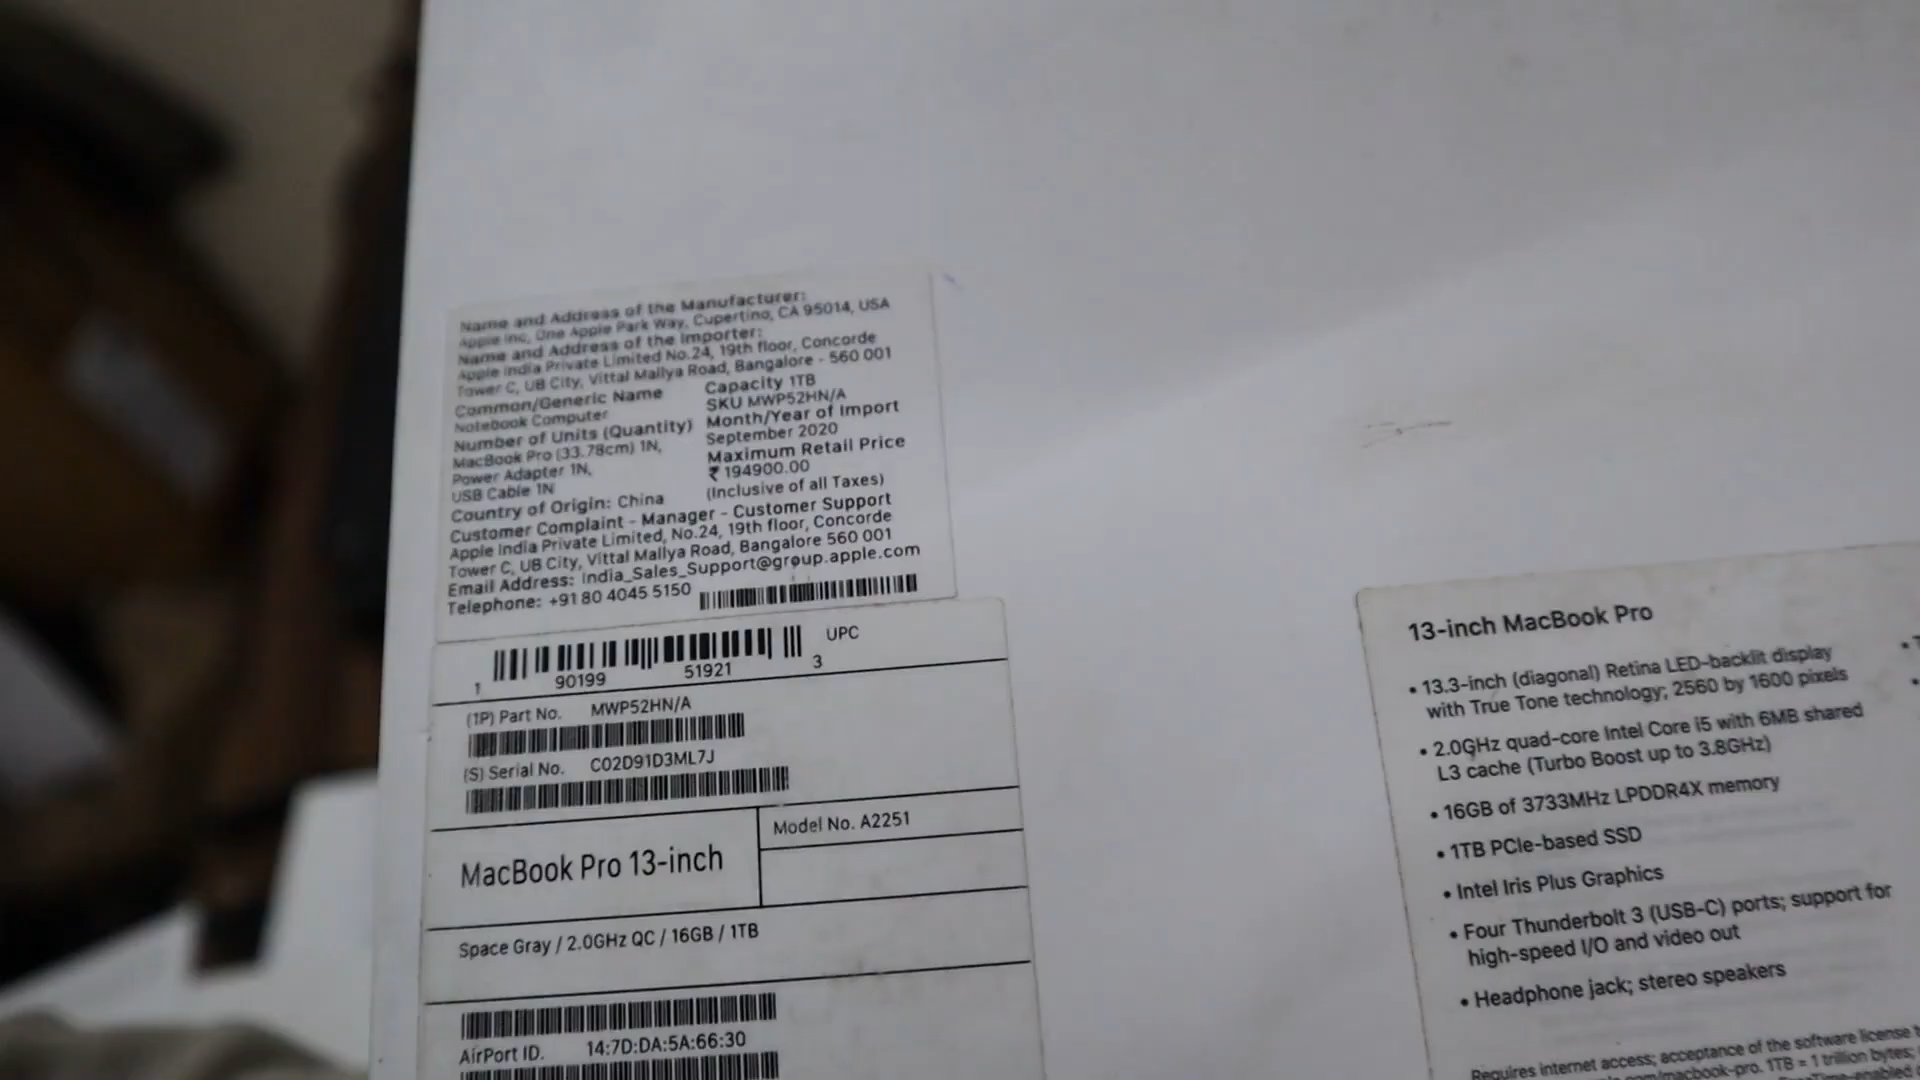 Name and Address of the Manufacturer:
Apple Inc, One Apple Park Way, Cupertino, CA 95014, USA
Name and Address of the Importer:
Apple India Private Limited No.24, 19th floor, Concorde
Tower C, UB City, Vittal Mallya Road, Bangalore - 560 001
Common/Generic Name
Notebook Computer
Number of Units (Quantity)
MacBook Pro (33.78cm) 1N,
Power Adapter 1N,
USB Cable 1N
Country of Origin: China
Capacity 1TB
SKU MWP52HN/A
Month/Year of Import
September 2020
Maximum Retail Price
₹ 194900.00
(Inclusive of all Taxes)
Customer Complaint - Manager - Customer Support
Apple India Private Limited, No.24, 19th floor, Concorde
Tower C, UB City, Vittal Mallya Road, Bangalore 560 001
Email Address: india_Sales_Support@group.apple.com
Telephone: +91 80 4045 5150
UPC
1 90199 51921 3
(1P) Part No. MWP52HN/A
(S) Serial No. C02D91D3ML7J
MacBook Pro 13-inch
Model No. A2251
Space Gray / 2.0GHz QC / 16GB / 1TB
AirPort ID. 14:7D:DA:5A:66:30
13-inch MacBook Pro
• 13.3-inch (diagonal) Retina LED-backlit display
with True Tone technology; 2560 by 1600 pixels
• 2.0GHz quad-core Intel Core i5 with 6MB shared
L3 cache (Turbo Boost up to 3.8GHz)
• 16GB of 3733MHz LPDDR4X memory
• 1TB PCIe-based SSD
• Intel Iris Plus Graphics
• Four Thunderbolt 3 (USB-C) ports; support for
high-speed I/O and video out
• Headphone jack; stereo speakers
Requires internet access; acceptance of the software license
.com/macbook-pro. 1TB = 1 trillion bytes;